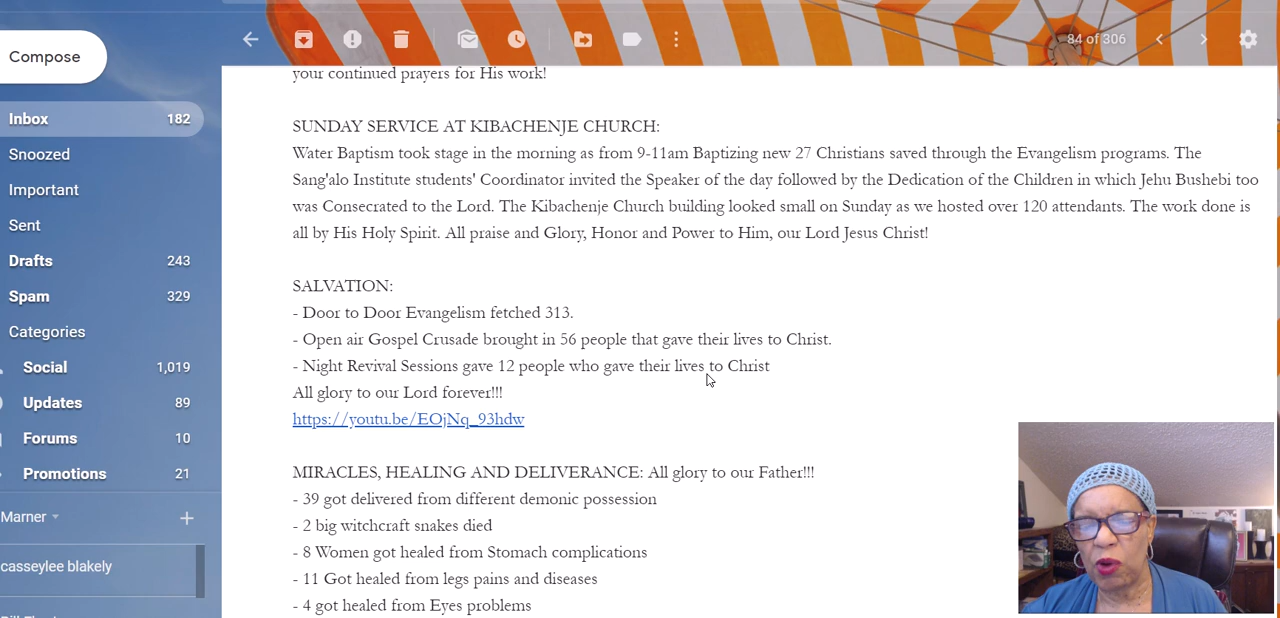 Compose
84 of 306
Inbox 182
Snoozed
Important
Sent
Drafts 243
Spam 329
Categories
Social 1,019
Updates 89
Forums 10
Promotions 21
Marner
casseylee blakely
your continued prayers for His work!
SUNDAY SERVICE AT KIBACHENJE CHURCH:
Water Baptism took stage in the morning as from 9-11am Baptizing new 27 Christians saved through the Evangelism programs. The
Sang'alo Institute students' Coordinator invited the Speaker of the day followed by the Dedication of the Children in which Jehu Bushebi too
was Consecrated to the Lord. The Kibachenje Church building looked small on Sunday as we hosted over 120 attendants. The work done is
all by His Holy Spirit. All praise and Glory, Honor and Power to Him, our Lord Jesus Christ!
SALVATION:
- Door to Door Evangelism fetched 313.
- Open air Gospel Crusade brought in 56 people that gave their lives to Christ.
- Night Revival Sessions gave 12 people who gave their lives to Christ
All glory to our Lord forever!!!
https://youtu.be/EOjNq_93hdw
MIRACLES, HEALING AND DELIVERANCE: All glory to our Father!!!
- 39 got delivered from different demonic possession
- 2 big witchcraft snakes died
- 8 Women got healed from Stomach complications
- 11 Got healed from legs pains and diseases
- 4 got healed from Eyes problems